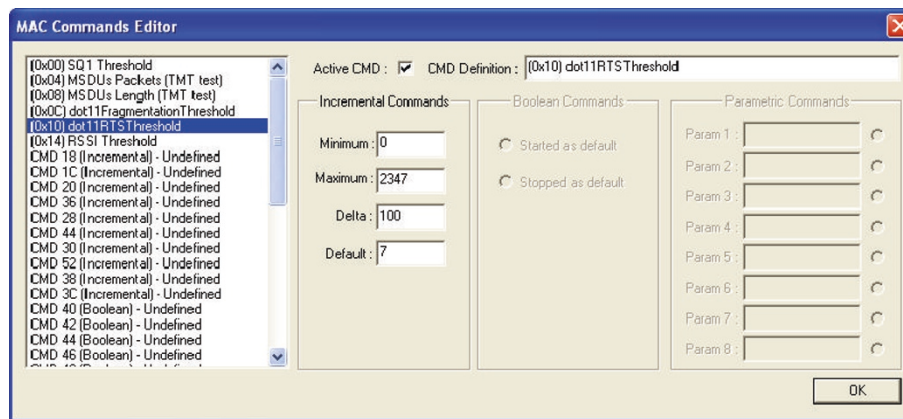 MAC Commands Editor
(0x00) SQ1 Threshold
(0x04) MSDUs Packets (TMT test)
(0x08) MSDUs Length (TMT test)
(0x0C) dot11FragmentationThreshold
(0x10) dot11RTSThreshold
(0x14) RSSI Threshold
CMD 18 (Incremental) - Undefined
CMD 1C (Incremental) - Undefined
CMD 20 (Incremental) - Undefined
CMD 36 (Incremental) - Undefined
CMD 28 (Incremental) - Undefined
CMD 44 (Incremental) - Undefined
CMD 30 (Incremental) - Undefined
CMD 52 (Incremental) - Undefined
CMD 38 (Incremental) - Undefined
CMD 3C (Incremental) - Undefined
CMD 40 (Boolean) - Undefined
CMD 42 (Boolean) - Undefined
CMD 44 (Boolean) - Undefined
CMD 46 (Boolean) - Undefined
Active CMD : CMD Definition : (0x10) dot11RTSThreshold
Incremental Commands
Minimum : 0
Maximum : 2347
Delta : 100
Default : 7
Boolean Commands
Started as default
Stopped as default
Parametric Commands
Param 1 :
Param 2 :
Param 3 :
Param 4 :
Param 5 :
Param 6 :
Param 7 :
Param 8 :
OK